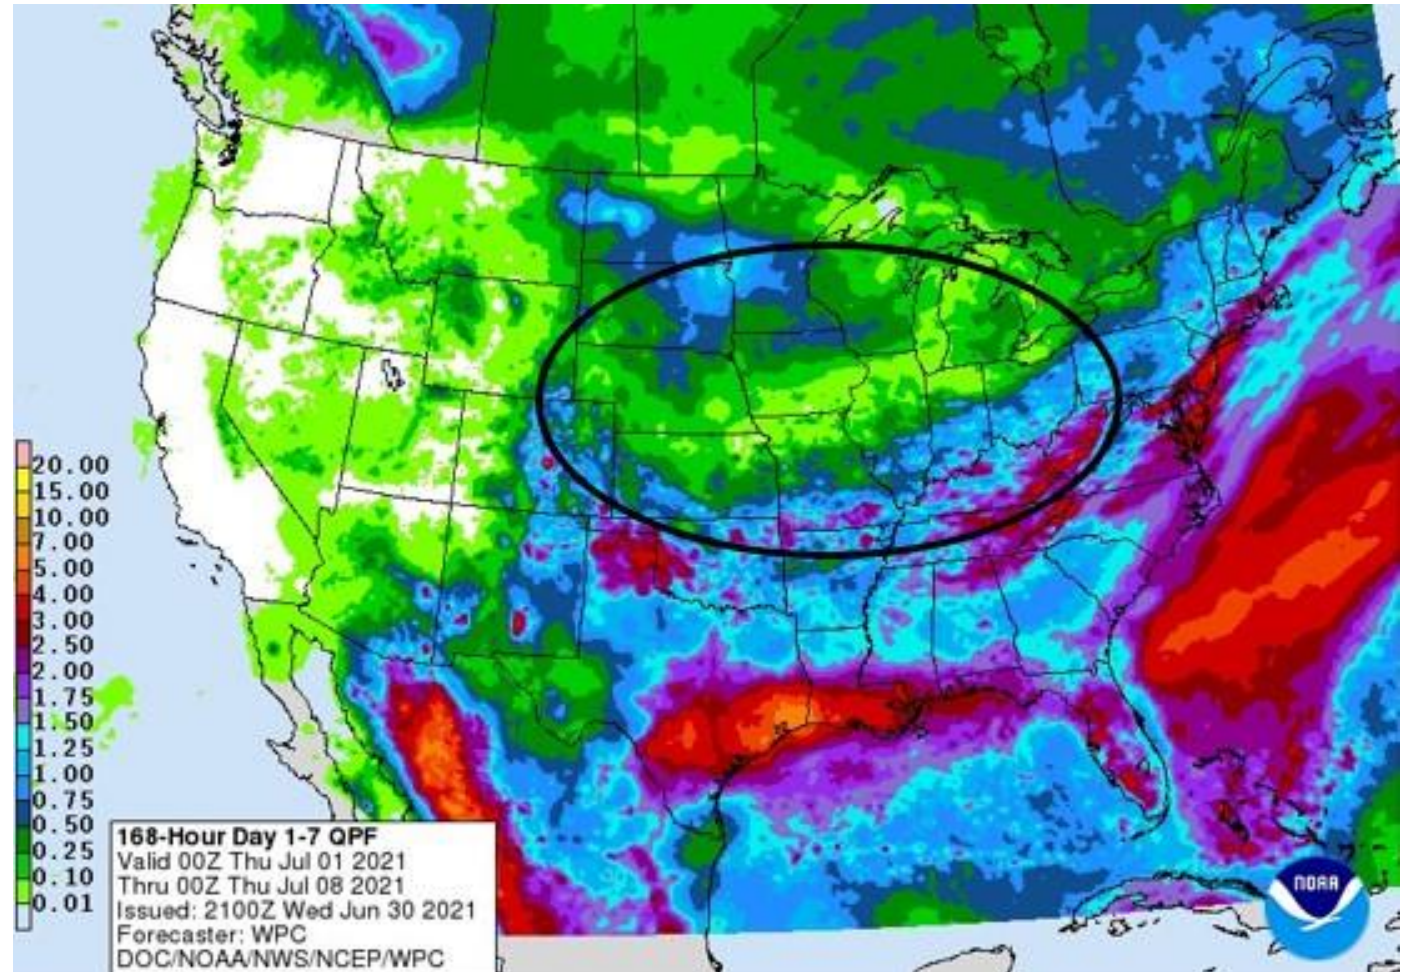 20.00
15.00
10.00
7.00
5.00
4.00
3.00
2.50
2.00
1.75
1.50
1.25
1.00
0.75
0.50
0.25
0.10
0.01
168-Hour Day 1-7 QPF
Valid 00Z Thu Jul 01 2021
Thru 00Z Thu Jul 08 2021
Issued: 2100Z Wed Jun 30 2021
Forecaster: WPC
DOC/NOAA/NWS/NCEP/WPC
NOAA